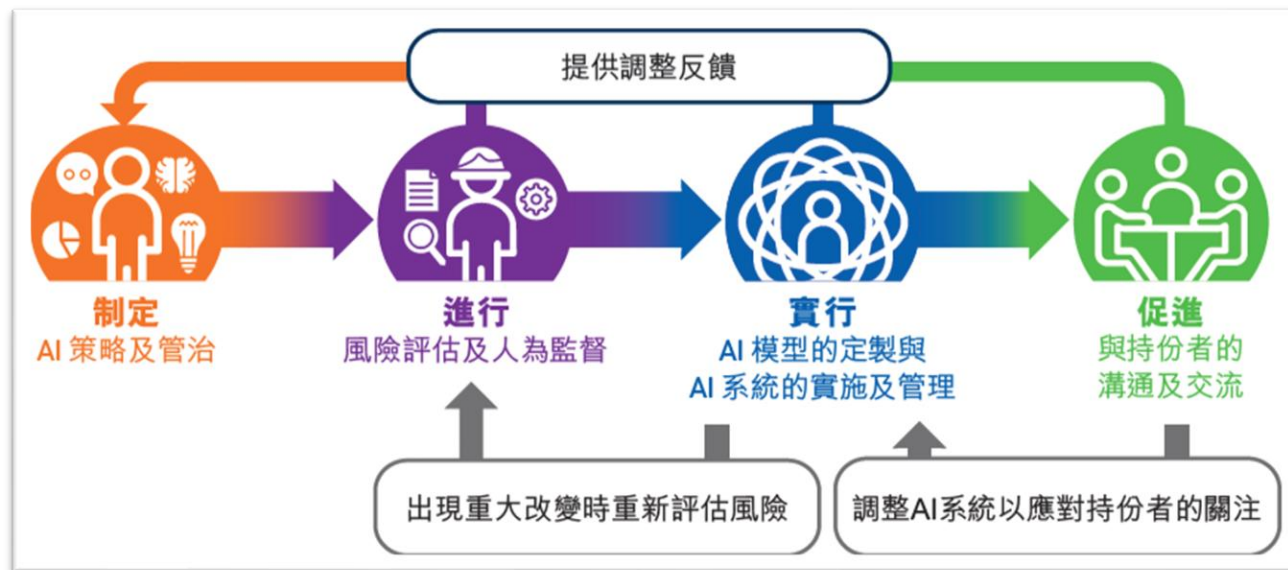 提供調整反饋
制定
AI 策略及管治
進行
風險評估及人為監督
實行
AI 模型的定製與
AI 系統的實施及管理
促進
與持份者的
溝通及交流
出現重大改變時重新評估風險
調整AI系統以應對持份者的關注